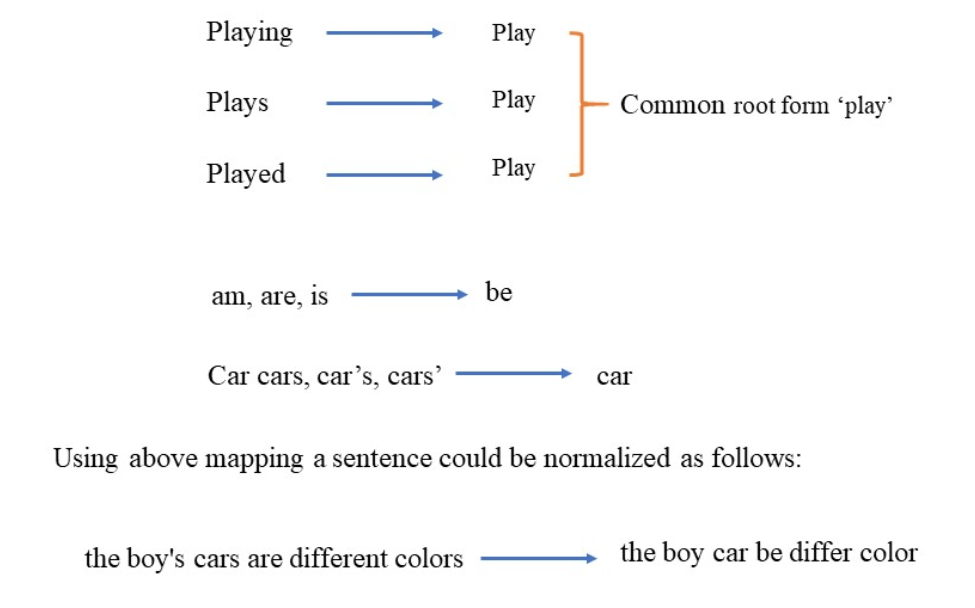 Playing Play
Plays Play Common root form ‘play’
Played Play
am, are, is be
Car cars, car’s, cars’ car
Using above mapping a sentence could be normalized as follows:
the boy's cars are different colors the boy car be differ color